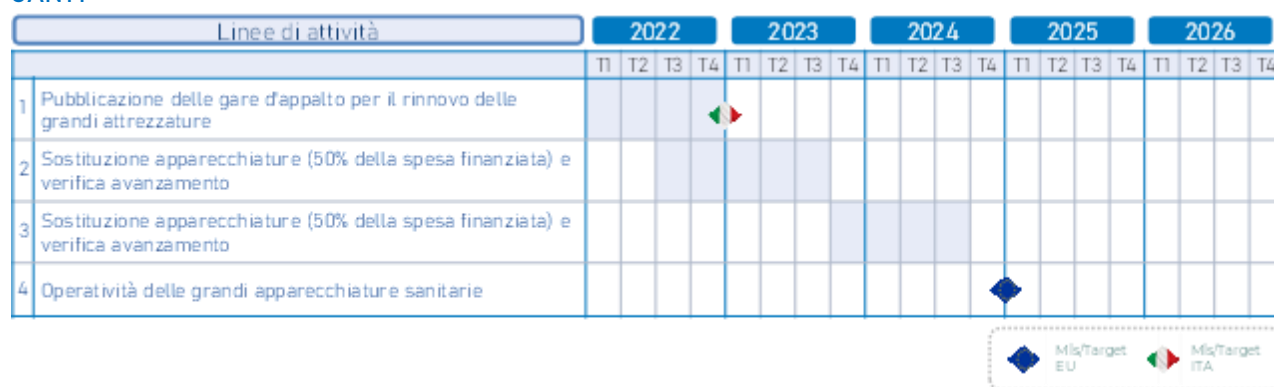 Linee di attività 2022 2023 2024 2025 2026
T1 T2 T3 T4 T1 T2 T3 T4 T1 T2 T3 T4 T1 T2 T3 T4 T1 T2 T3 T4
1 Pubblicazione delle gare d'appalto per il rinnovo delle
grandi attrezzature
2 Sostituzione apparecchiature (50% della spesa finanziata) e
verifica avanzamento
3 Sostituzione apparecchiature (50% della spesa finanziata) e
verifica avanzamento
4 Operatività delle grandi apparecchiature sanitarie
Mls/Target
EU
Mls/Target
ITA